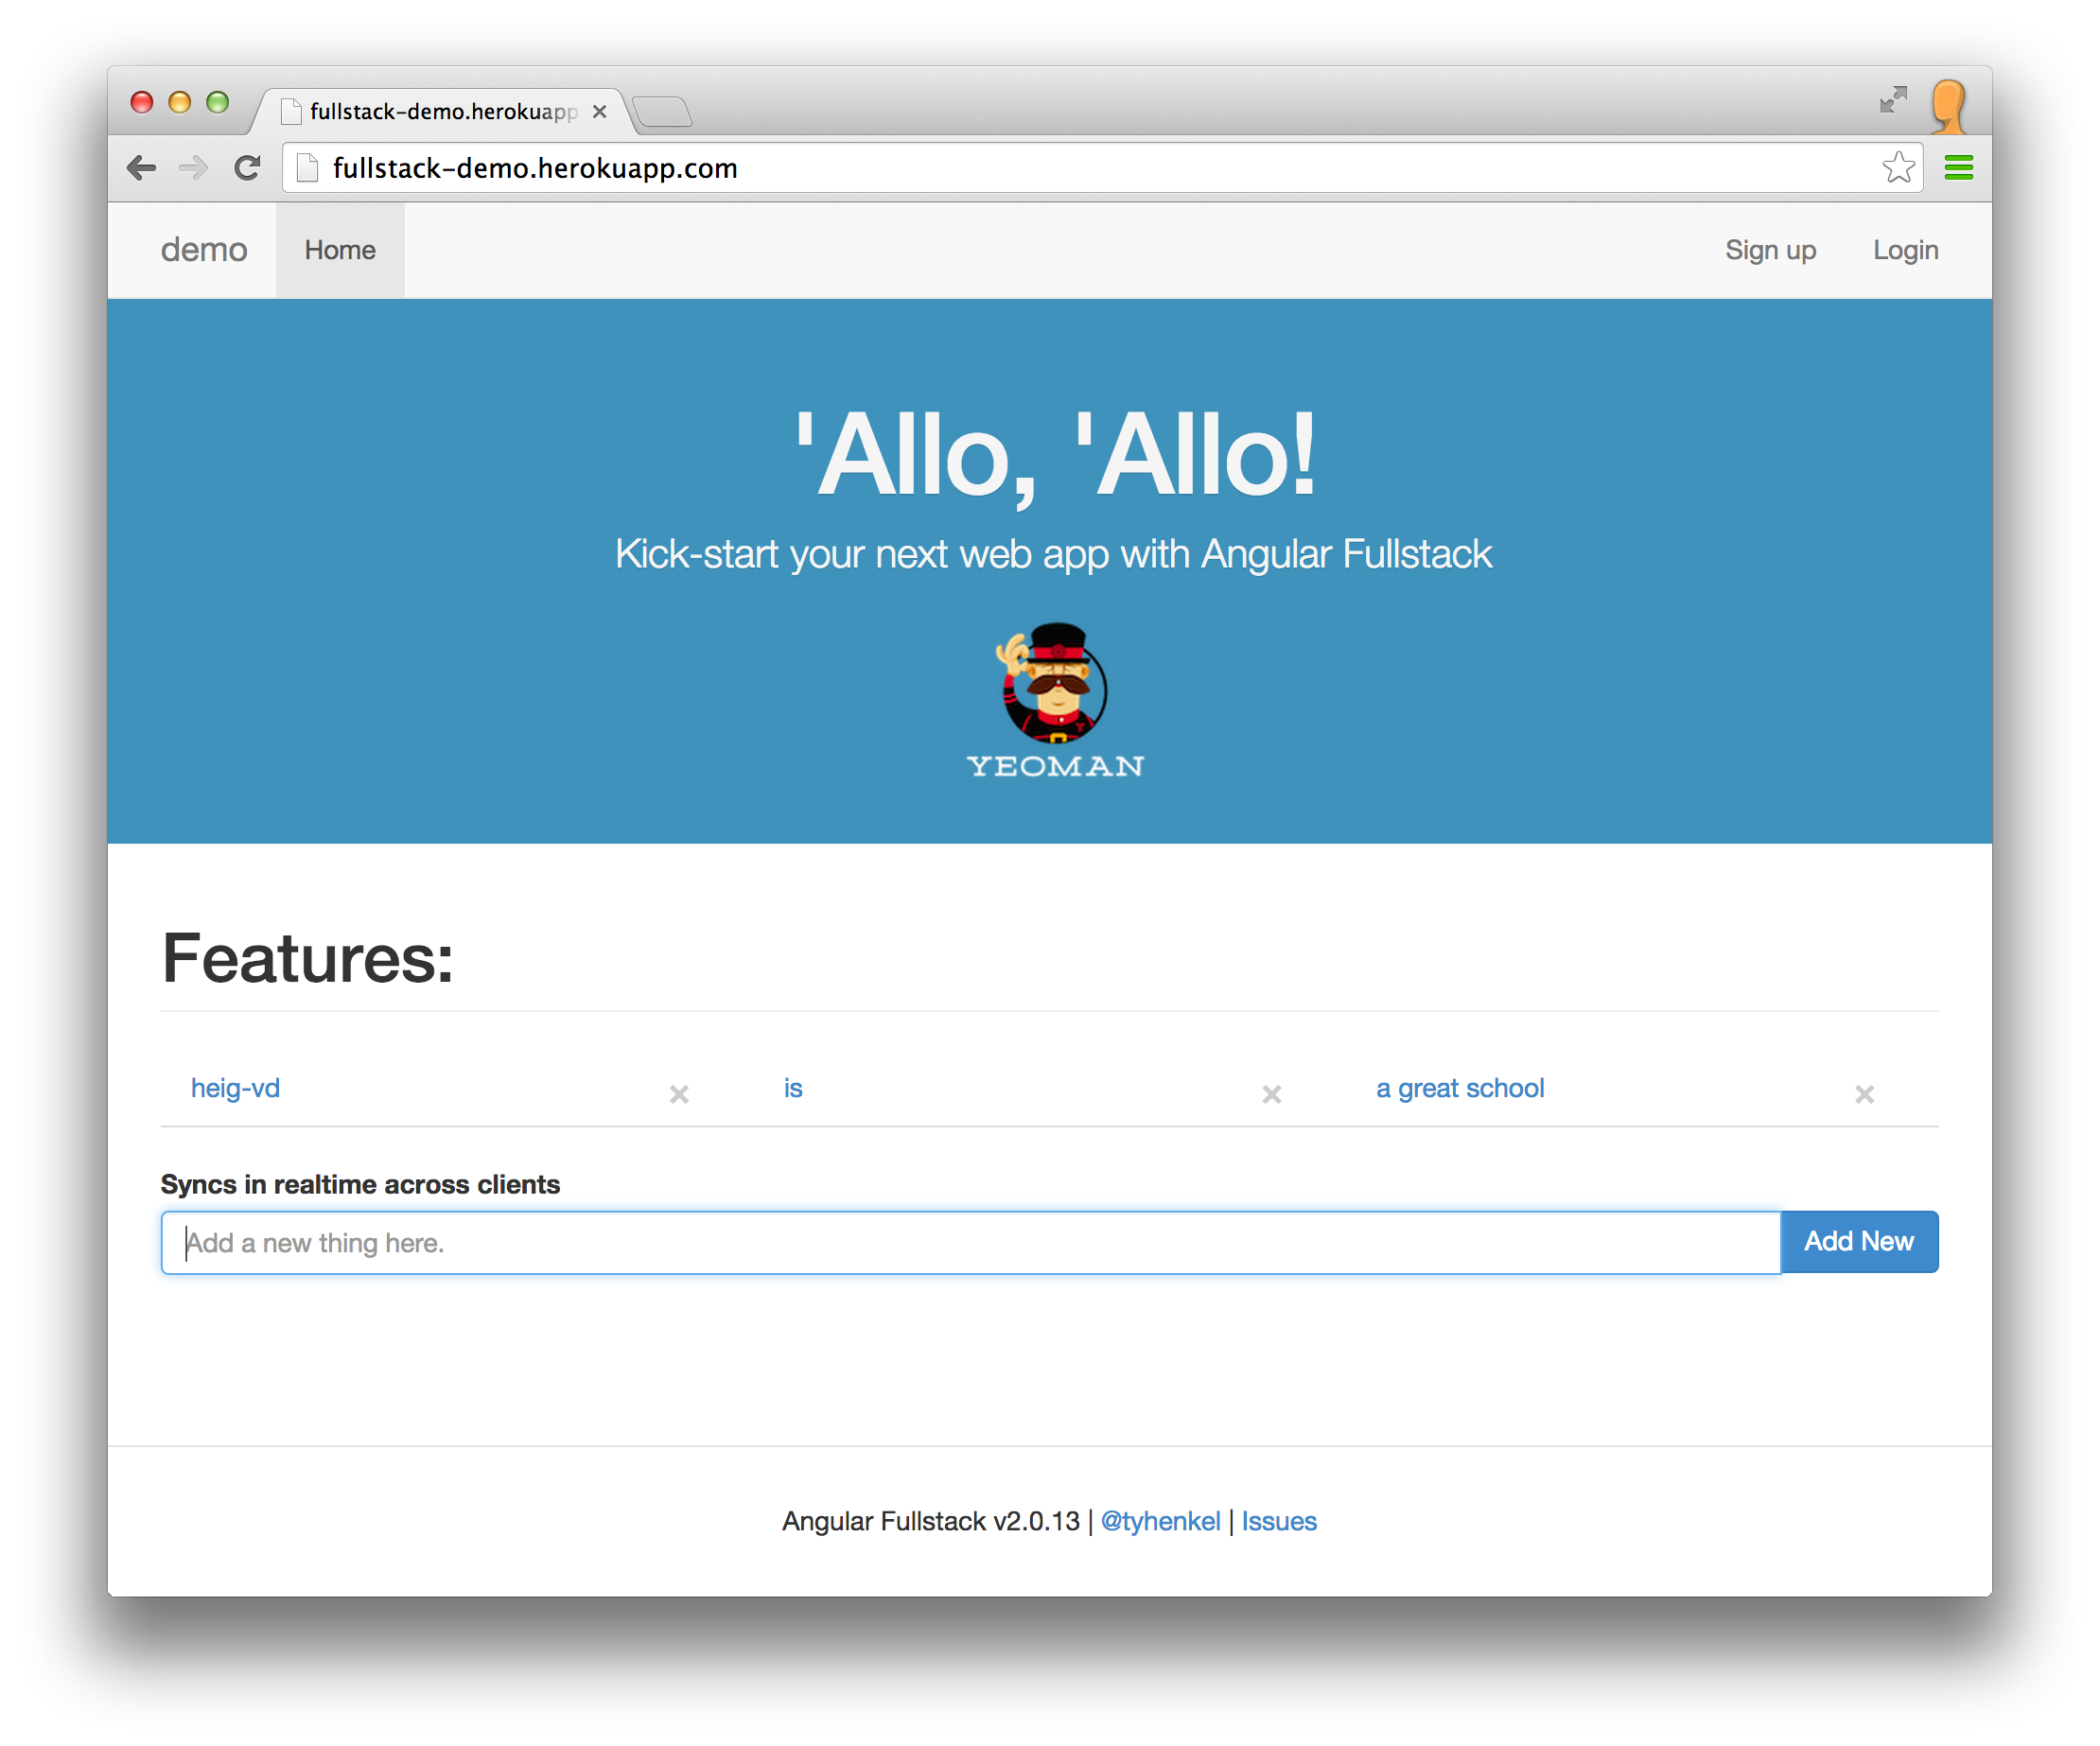 fullstack-demo.herokuapp
fullstack-demo.herokuapp.com
demo Home Sign up Login
'Allo, 'Allo!
Kick-start your next web app with Angular Fullstack
YEOMAN
Features:
heig-vd × is × a great school ×
Syncs in realtime across clients
Add a new thing here. Add New
Angular Fullstack v2.0.13 | @tyhenkel | Issues